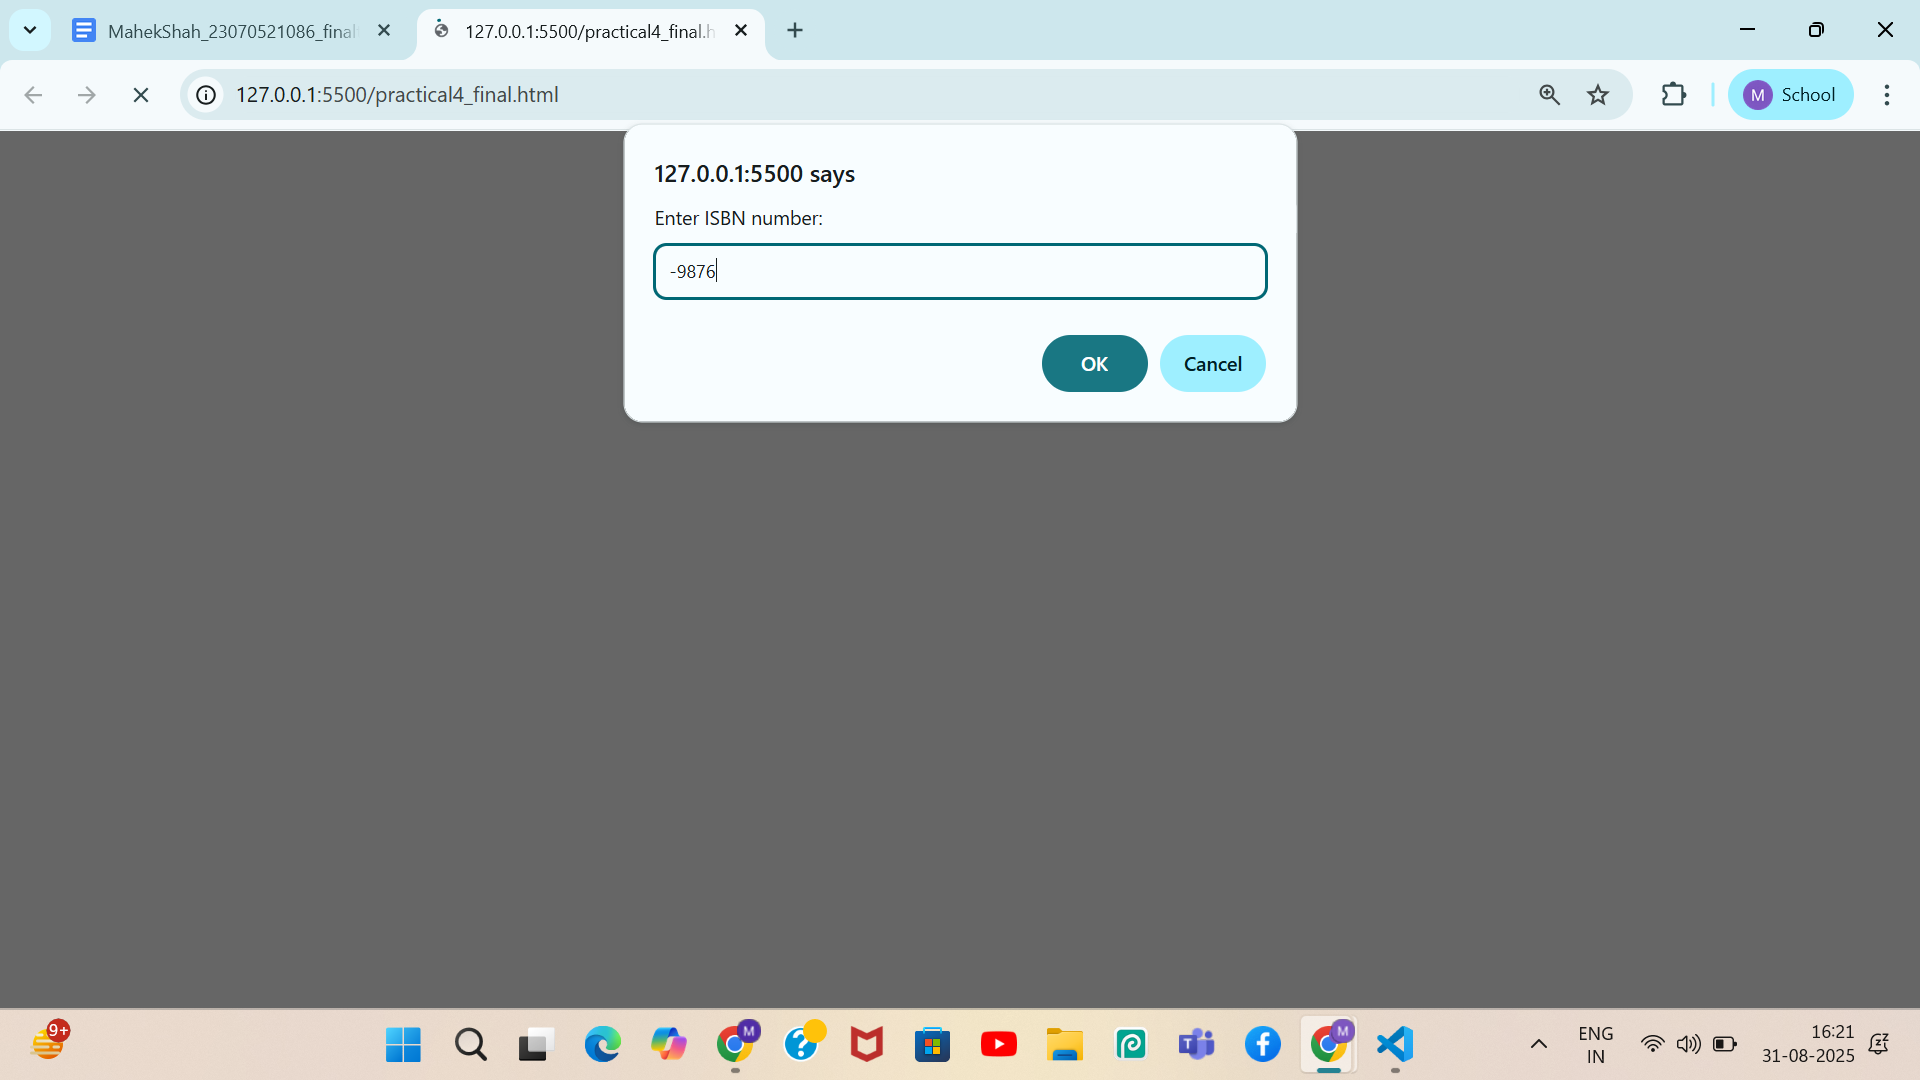 MahekShah_23070521086_final
127.0.0.1:5500/practical4_final.h
127.0.0.1:5500/practical4_final.html
M School
127.0.0.1:5500 says
Enter ISBN number:
-9876
OK Cancel
9+
M
M
ENG
IN
16:21
31-08-2025